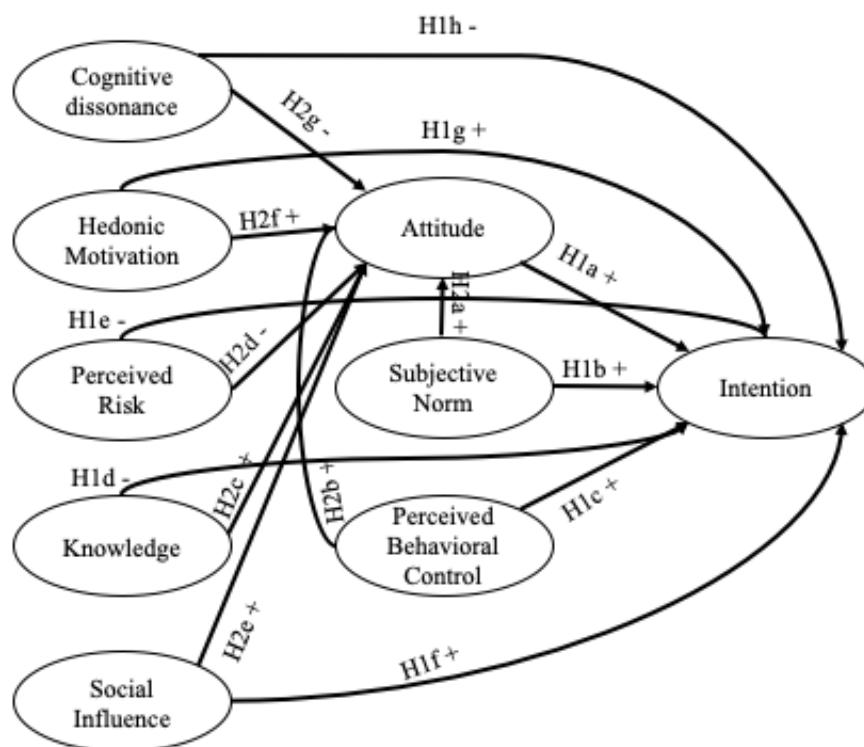 H1h -
Cognitive
dissonance
H2g -
H1g +
Hedonic
Motivation
H2f +
Attitude
H1a +
H2a +
H1e -
Perceived
Risk
H2d -
Subjective
Norm
H1b +
Intention
H1d -
Knowledge
H2c +
H2b +
Perceived
Behavioral
Control
H1c +
H2e +
Social
Influence
H1f +